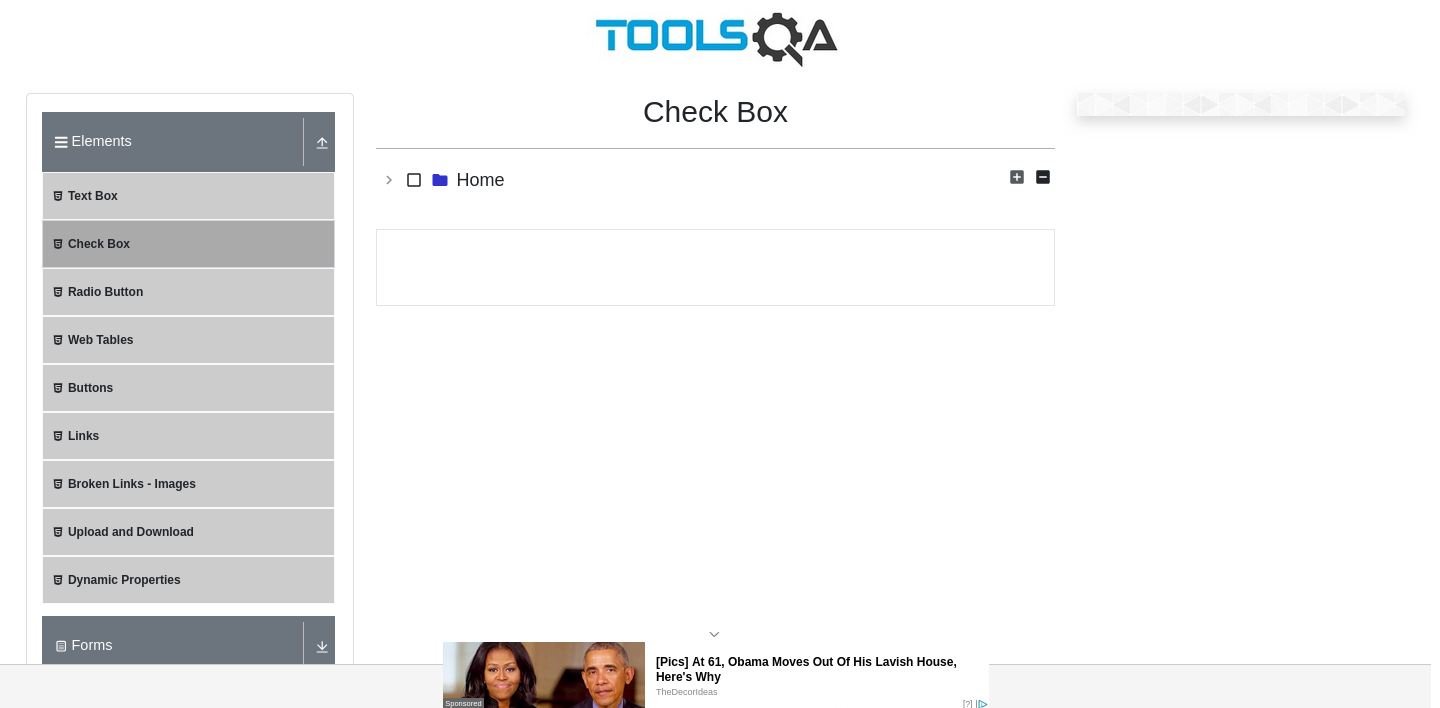 TOOLSQA
Check Box
Elements
Text Box
Check Box
Radio Button
Web Tables
Buttons
Links
Broken Links - Images
Upload and Download
Dynamic Properties
Forms
Home
[Pics] At 61, Obama Moves Out Of His Lavish House,
Here's Why
TheDecorIdeas
Sponsored
[?]